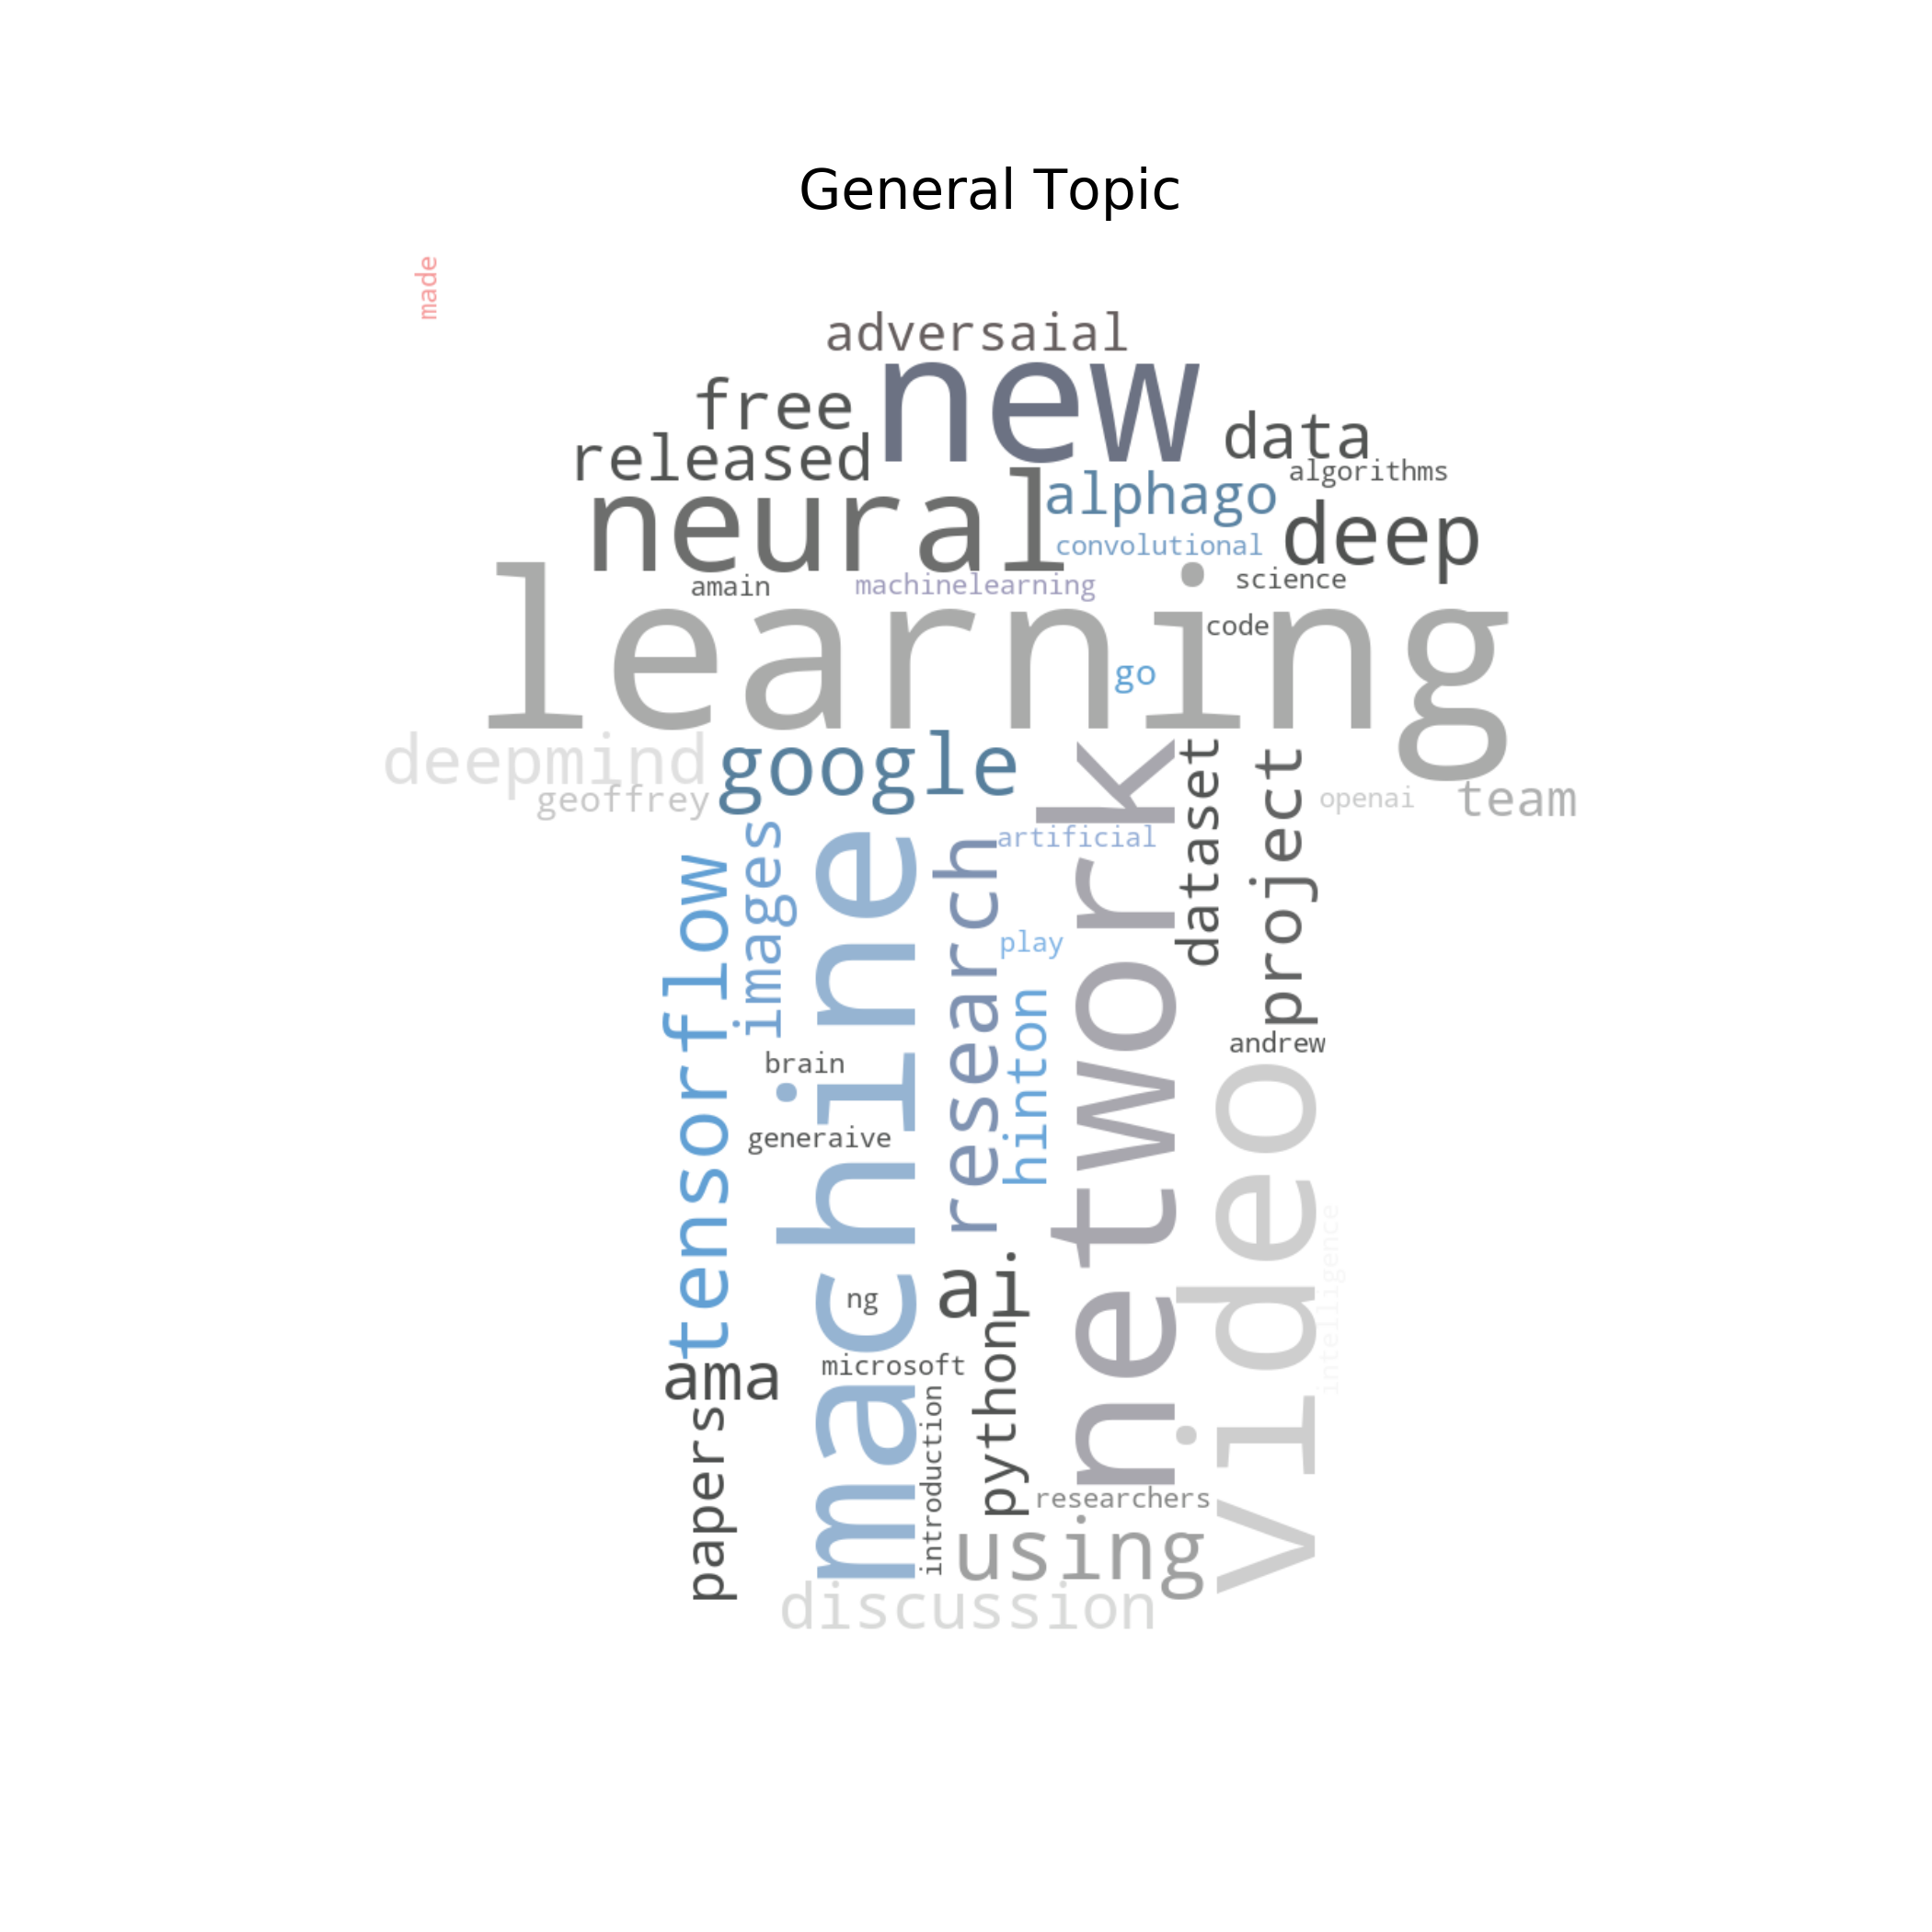 General Topic
made
adversaial
new
free
data
released
algorithms
alphago
neural
deep
convolutional
amain
machinelearning
science
learning
code
go
deepmind
google
geoffrey
openai
team
network
dataset
project
images
machine
research
artificial
tensorflow
play
hinton
andrew
brain
video
generaive
intelligence
ai
ng
python
microsoft
ama
introduction
papers
researchers
using
discussion